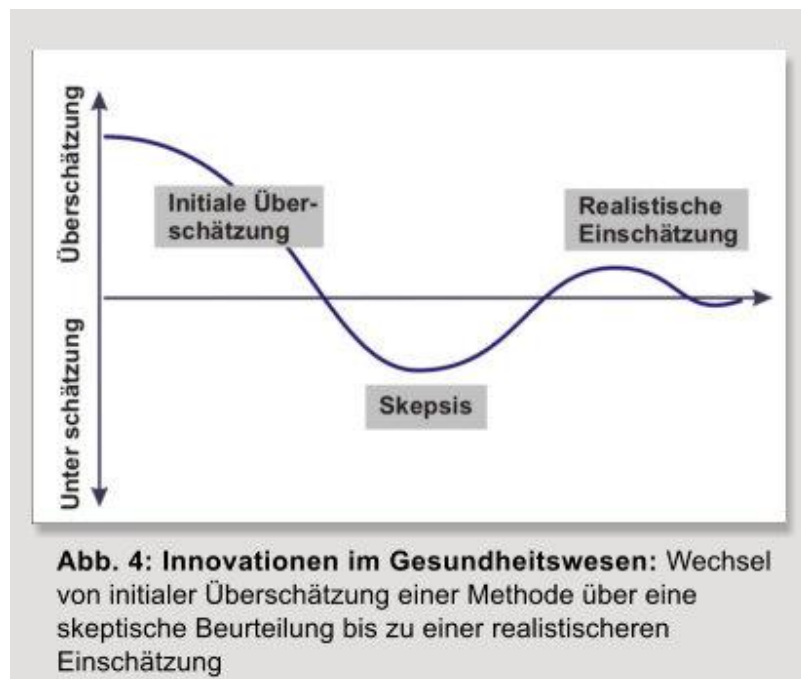 Überschätzung
Unter schätzung
Initiale Über-
schätzung
Skepsis
Realistische
Einschätzung
Abb. 4: Innovationen im Gesundheitswesen: Wechsel
von initialer Überschätzung einer Methode über eine
skeptische Beurteilung bis zu einer realistischeren
Einschätzung